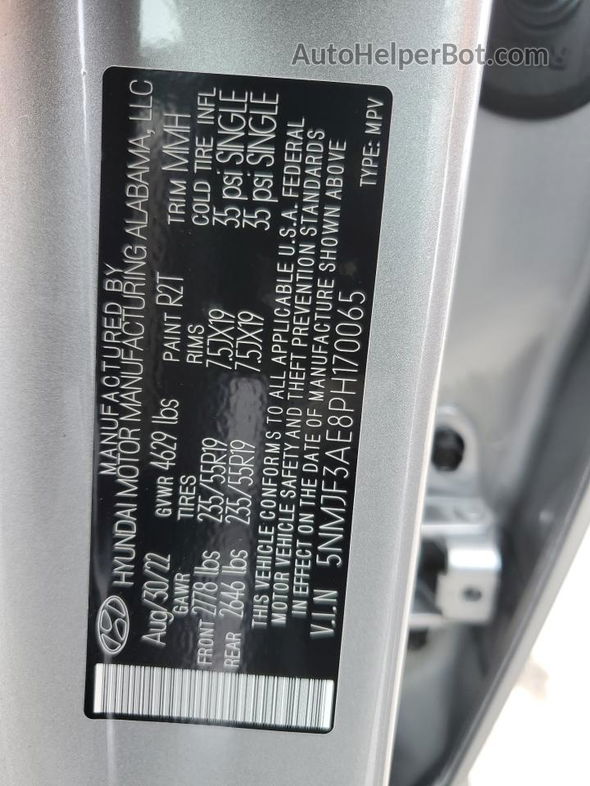 AutoHelperBot.com
MANUFACTURED BY
HYUNDAI MOTOR MANUFACTURING ALABAMA, LLC
Aug/30/22 GVWR 4629 lbs PAINT R2T TRIM MMH
GAWR TIRES RIMS COLD TIRE INFL
FRONT 2778 lbs 235/55R19 7.5JX19 35 psi SINGLE
REAR 2646 lbs 235/55R19 7.5JX19 35 psi SINGLE
THIS VEHICLE CONFORMS TO ALL APPLICABLE U.S.A. FEDERAL
MOTOR VEHICLE SAFETY AND THEFT PREVENTION STANDARDS
IN EFFECT ON THE DATE OF MANUFACTURE SHOWN ABOVE
V.I.N 5NMJF3AE8PH170065 TYPE: MPV